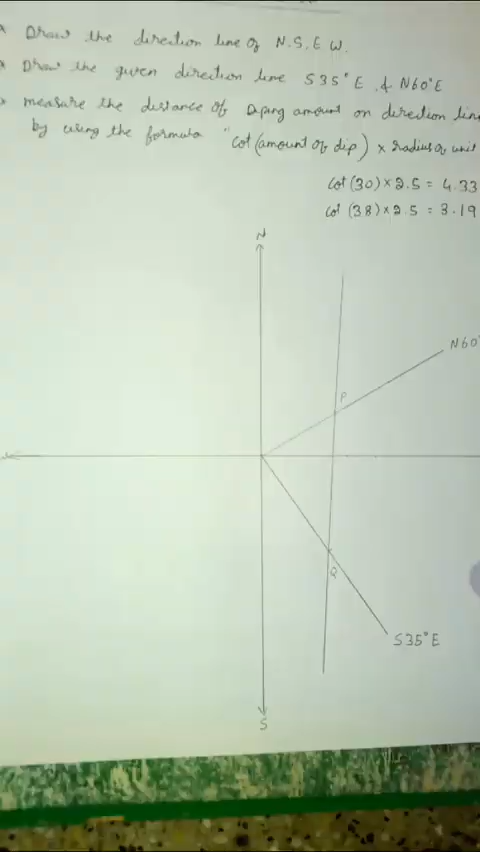 Draw the direction line of N.S.E.W.
Draw the given direction line S35°E & N60°E
measure the distance of Diping amount on direction line
by using the formula "Cot (amount of dip) x radius or unit
Cot (30) x 2.5 = 4.33
Cot (38) x 2.5 = 3.19
N
N60°
P
Q
S35°E
S